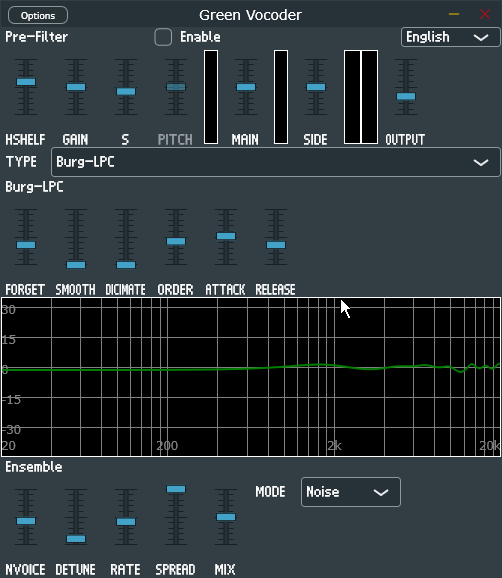 Options Green Vocoder
Pre-Filter Enable English
HSHELF GAIN S PITCH MAIN SIDE OUTPUT
TYPE Burg-LPC
Burg-LPC
FORGET SMOOTH DICIMATE ORDER ATTACK RELEASE
30
15
0
-15
-30
20 200 2k 20k
Ensemble
MODE Noise
NVOICE DETUNE RATE SPREAD MIX